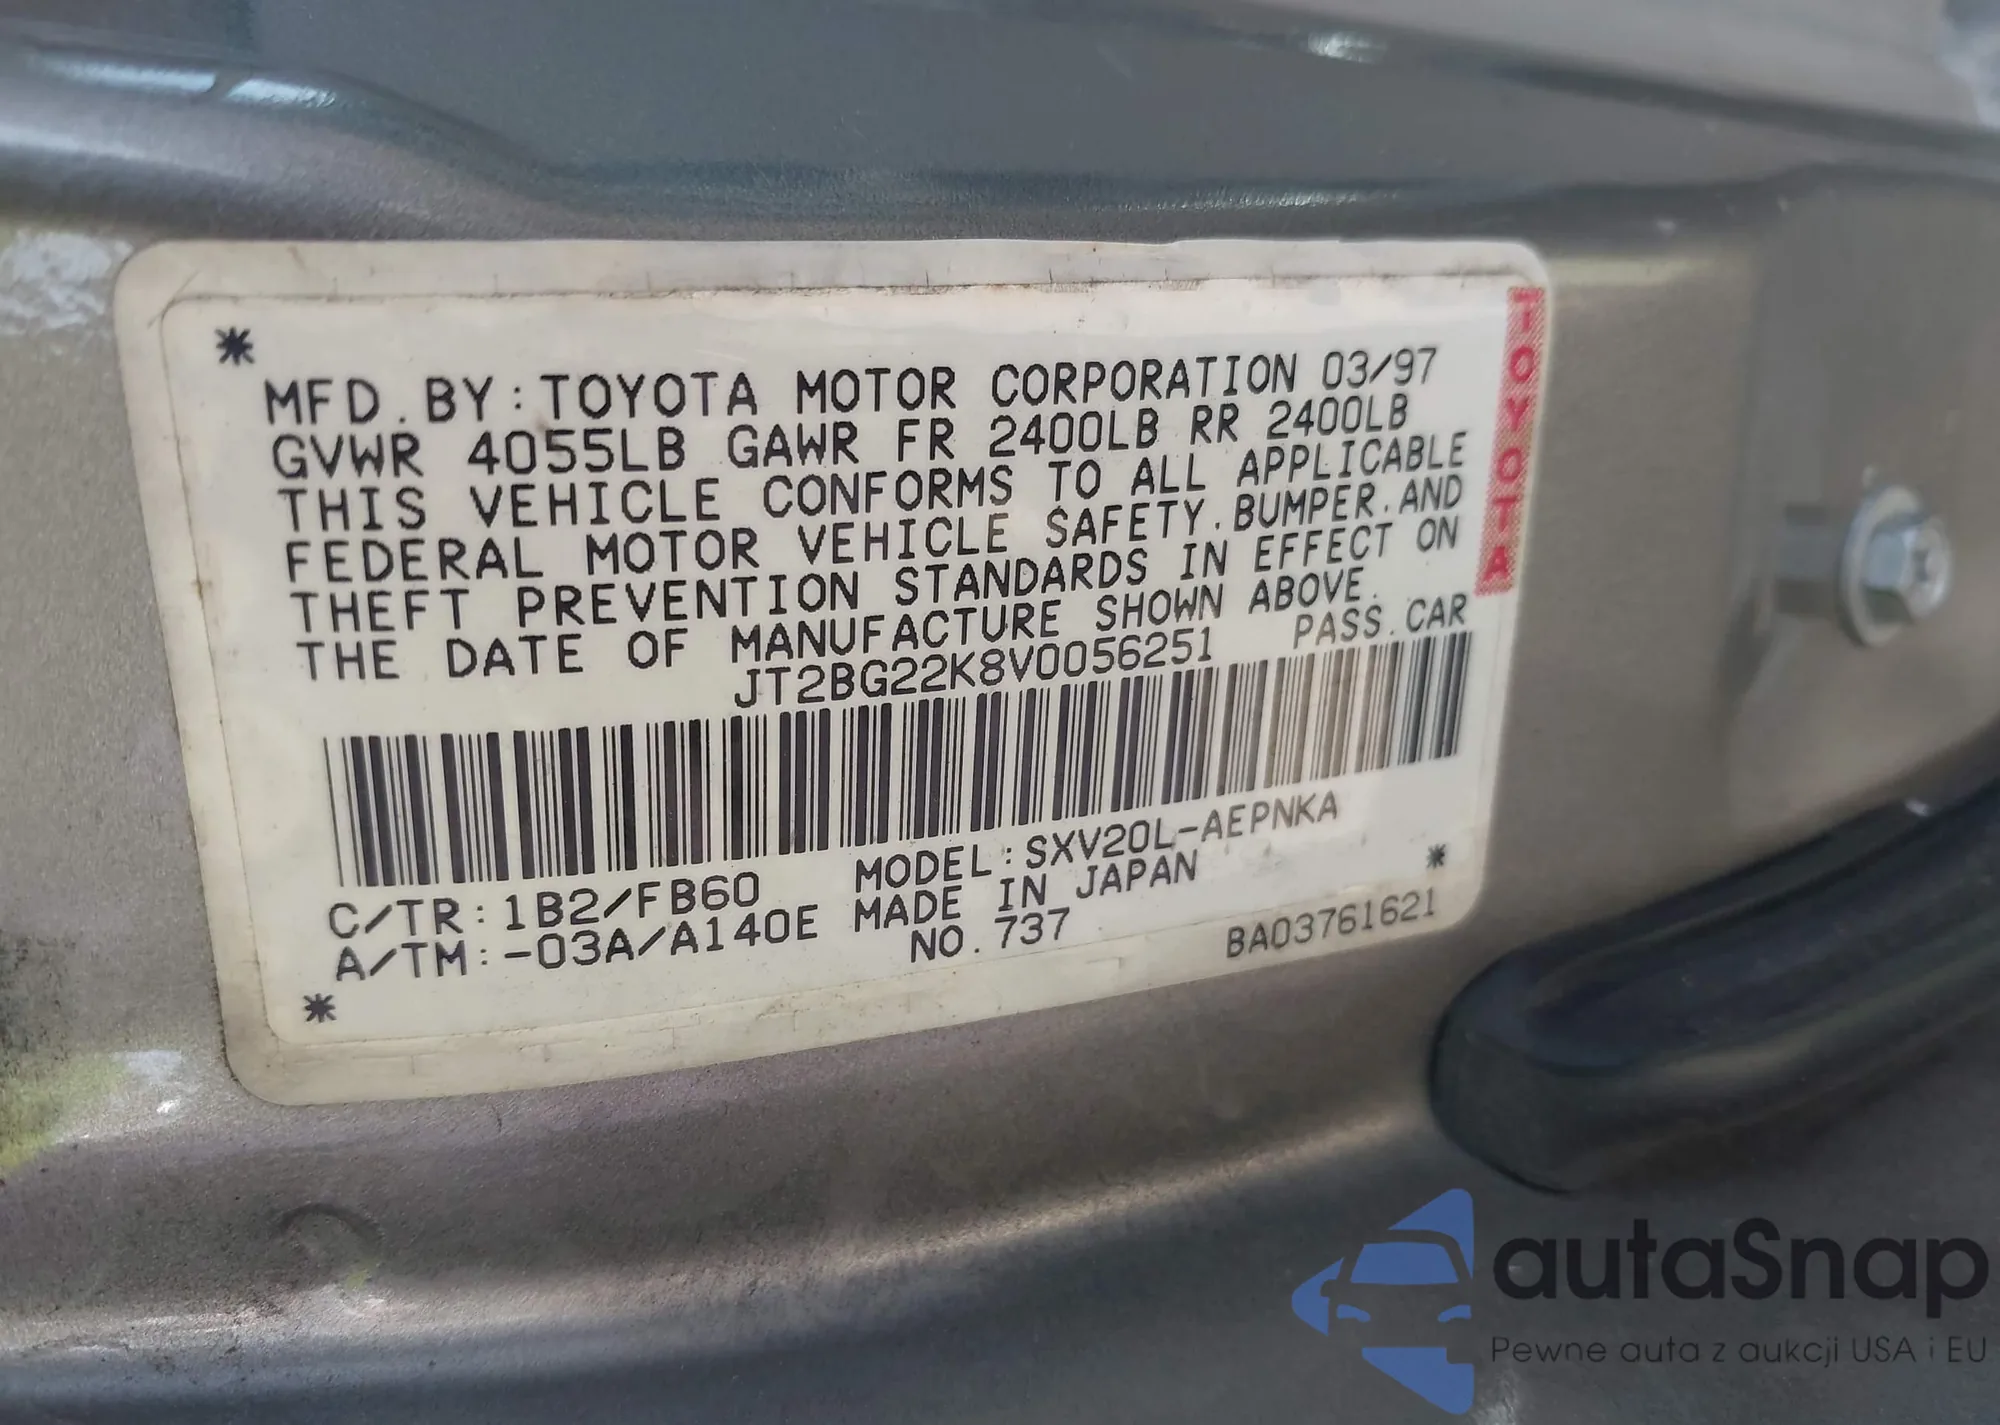 *
MFD. BY: TOYOTA MOTOR CORPORATION 03/97
GVWR 4055LB GAWR FR 2400LB RR 2400LB
THIS VEHICLE CONFORMS TO ALL APPLICABLE
FEDERAL MOTOR VEHICLE SAFETY. BUMPER. AND
THEFT PREVENTION STANDARDS IN EFFECT ON
THE DATE OF MANUFACTURE SHOWN ABOVE.
JT2BG22K8V0056251 PASS. CAR
C/TR: 1B2/FB60 MODEL: SXV20L-AEPNKA
A/TM: -03A/A140E MADE IN JAPAN
NO. 737 BA03761621
*
*
TOYOTA
autaSnap
Pewne auta z aukcji USA i EU